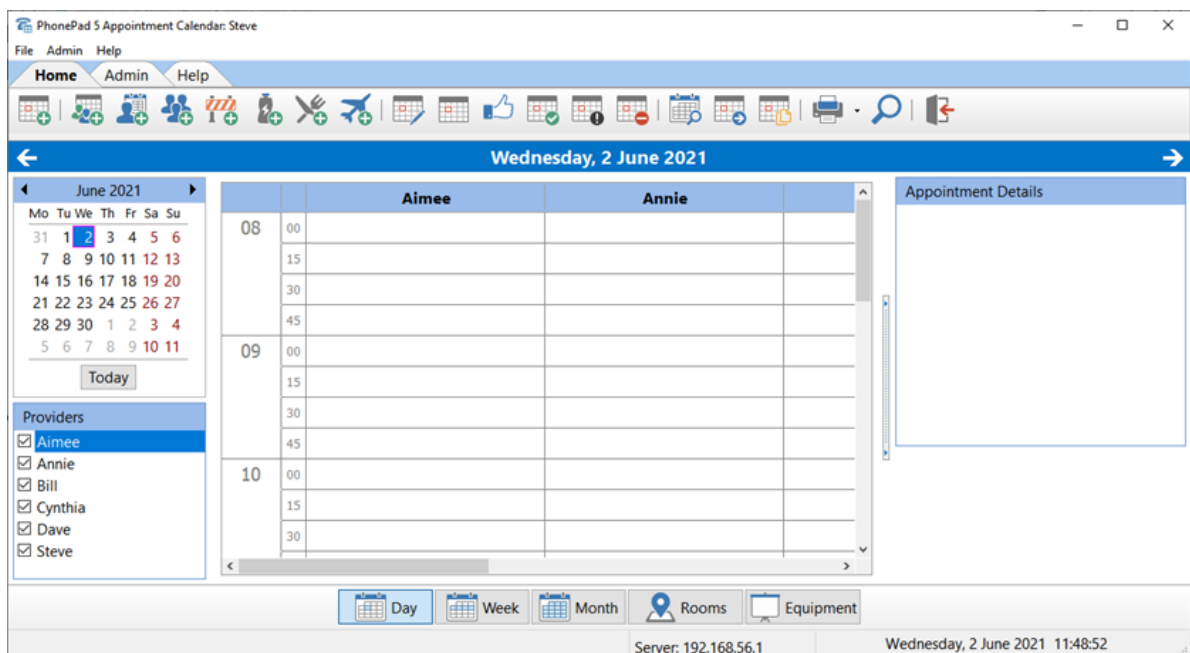 PhonePad 5 Appointment Calendar: Steve
File Admin Help
Home Admin Help
Wednesday, 2 June 2021
June 2021
Mo Tu We Th Fr Sa Su
31 1 2 3 4 5 6
7 8 9 10 11 12 13
14 15 16 17 18 19 20
21 22 23 24 25 26 27
28 29 30 1 2 3 4
5 6 7 8 9 10 11
Today
Providers
Aimee
Annie
Bill
Cynthia
Dave
Steve
Aimee Annie
08 00
15
30
45
09 00
15
30
45
10 00
15
30
Appointment Details
Day Week Month Rooms Equipment
Server: 192.168.56.1 Wednesday, 2 June 2021 11:48:52